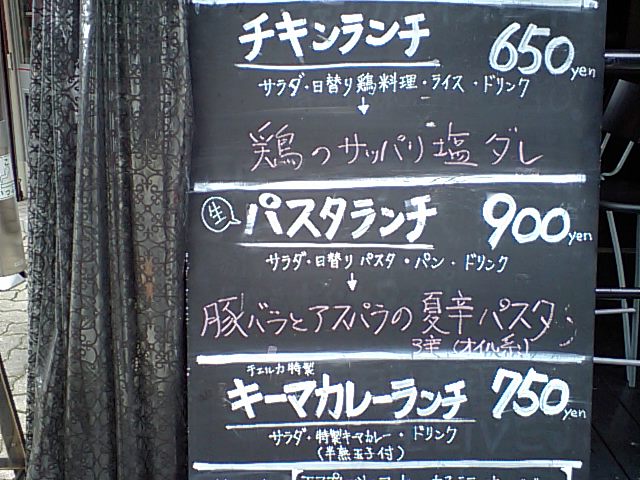 チキンランチ 650yen
サラダ・日替り鶏料理・ライス・ドリンク
↓
鶏のサッパリ塩ダレ
生 パスタランチ 900yen
サラダ・日替りパスタ・パン・ドリンク
↓
豚バラとアスパラの夏辛パスタ
(オイル系)
チェルカ特製
キーマカレーランチ 750yen
サラダ・特製キーマカレー・ドリンク
(半熟玉子付)